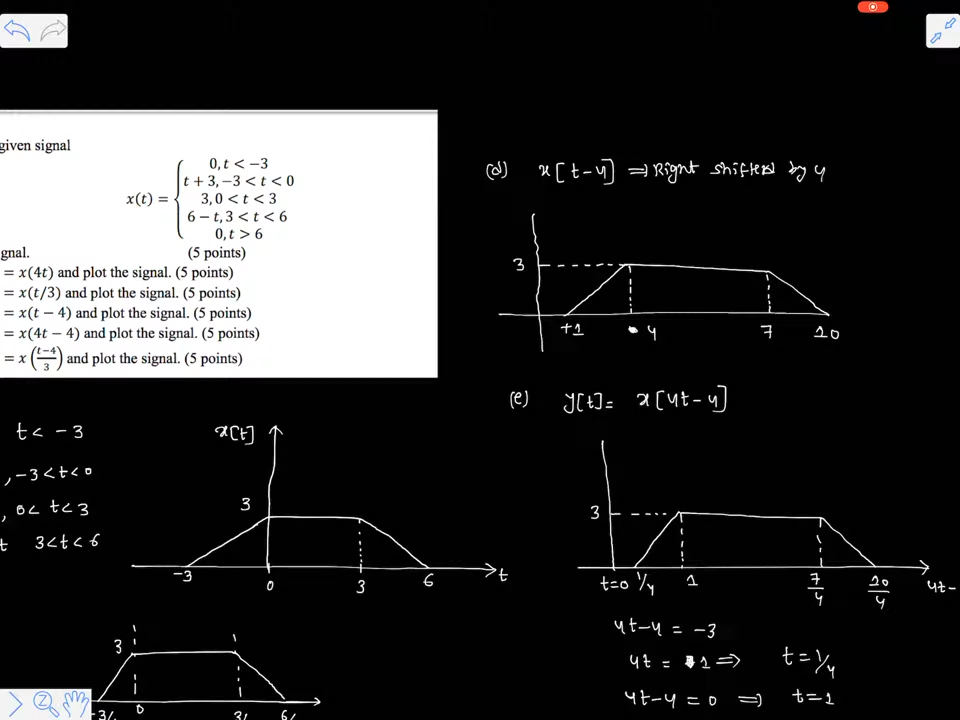 given signal
x(t) = { 0, t < −3
t + 3, −3 < t < 0
3, 0 < t < 3
6 − t, 3 < t < 6
0, t > 6
gnal. (5 points)
= x(4t) and plot the signal. (5 points)
= x(t/3) and plot the signal. (5 points)
= x(t − 4) and plot the signal. (5 points)
= x(4t − 4) and plot the signal. (5 points)
= x((t−4)/3) and plot the signal. (5 points)
t < -3
, -3<t<0
, 0< t<3
t 3<t<6
x[t]
3
-3 0 3 6 t
3
-3/ 0 3/ 6/
(d) x[t-4] ⇒ Right shifted by 4
3
+1 4 7 10
(e) y[t]= x[4t-4]
3
t=0 1/4 1 7/4 10/4 4t-
4t-4 = -3
4t = 1 ⇒ t=1/4
4t-4 = 0 ⇒ t=1